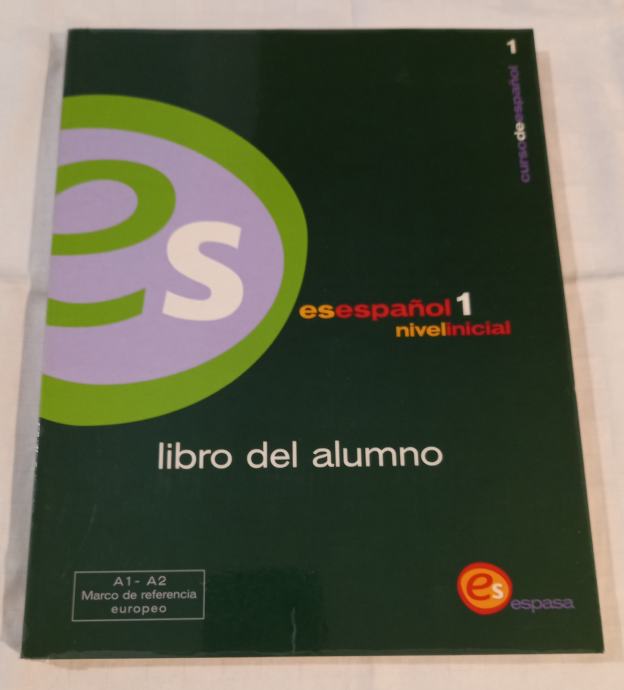 1
cursodeespañol
es
esespañol 1
nivelinicial
libro del alumno
A1 - A2
Marco de referencia
europeo
es
espasa